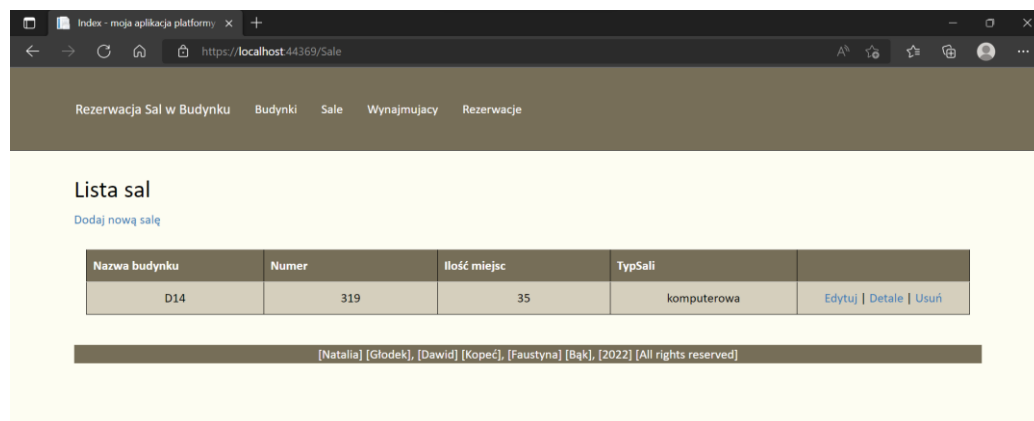 Index - moja aplikacja platformy
https://localhost:44369/Sale
Rezerwacja Sal w Budynku Budynki Sale Wynajmujacy Rezerwacje
Lista sal
Dodaj nową salę
Nazwa budynku Numer Ilość miejsc TypSali
D14 319 35 komputerowa Edytuj | Detale | Usuń
[Natalia] [Głodek], [Dawid] [Kopeć], [Faustyna] [Bąk], [2022] [All rights reserved]